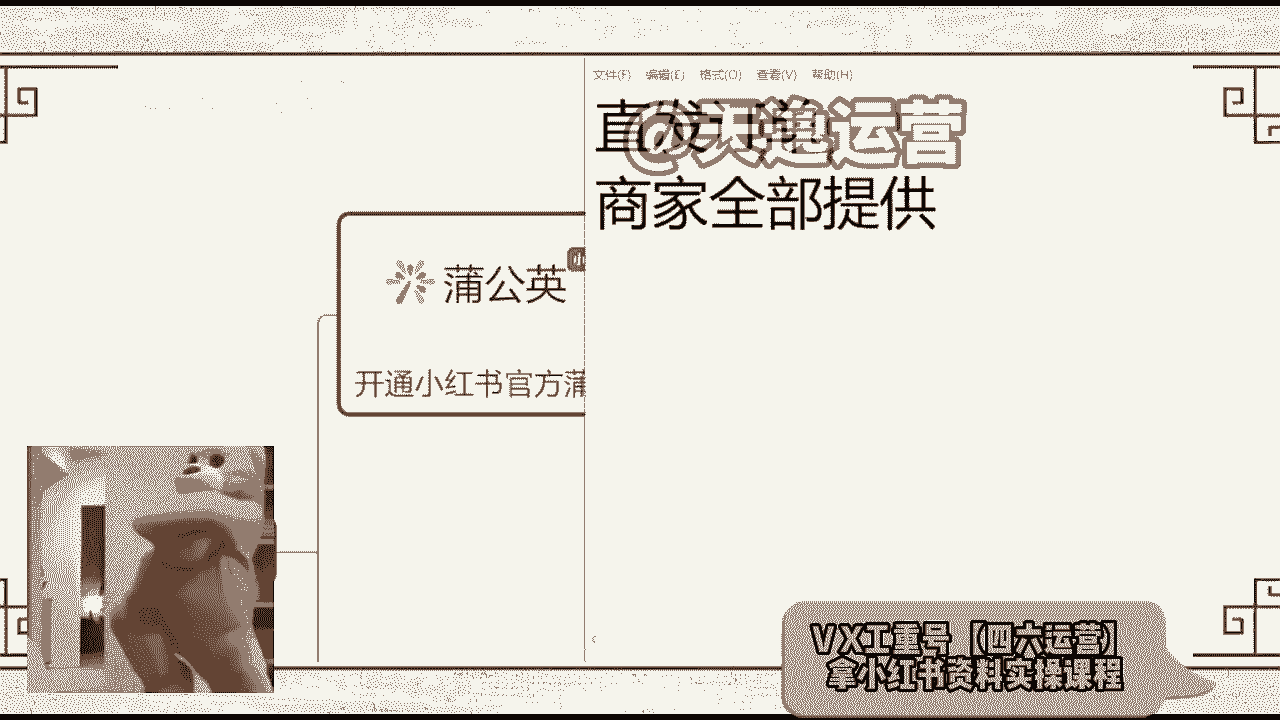 文件(F) 编辑(E) 格式(O) 查看(V) 帮助(H)
直发
运营
商家全部提供
小
蒲公英
开通小红书官方蒲
VX工重号【四六运营】
拿小红书资料实操课程